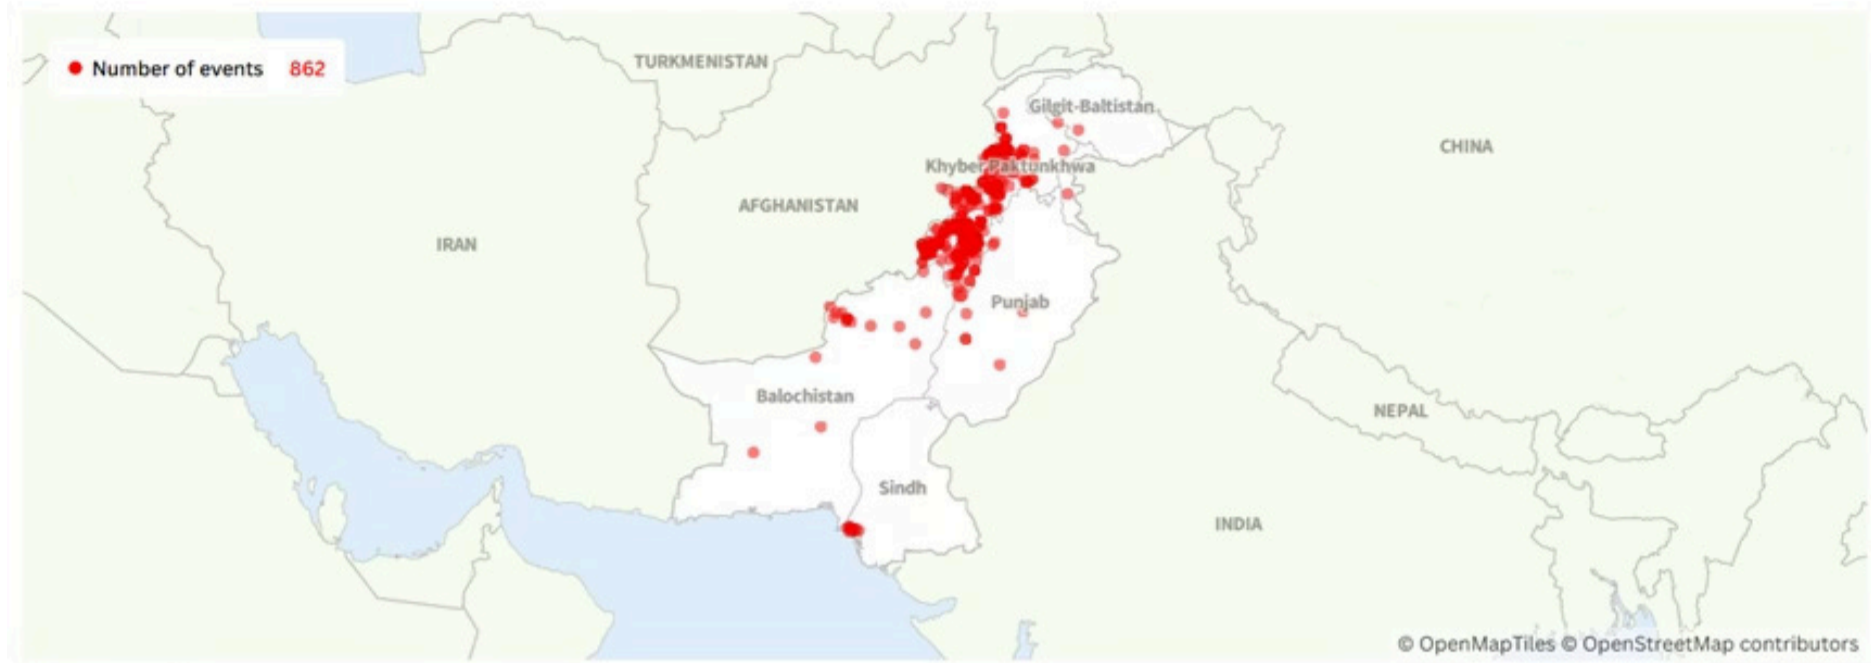 Number of events 862
TURKMENISTAN
Gilgit-Baltistan
CHINA
Khyber Paktunkhwa
AFGHANISTAN
IRAN
Punjab
Balochistan
NEPAL
Sindh
INDIA
© OpenMapTiles © OpenStreetMap contributors